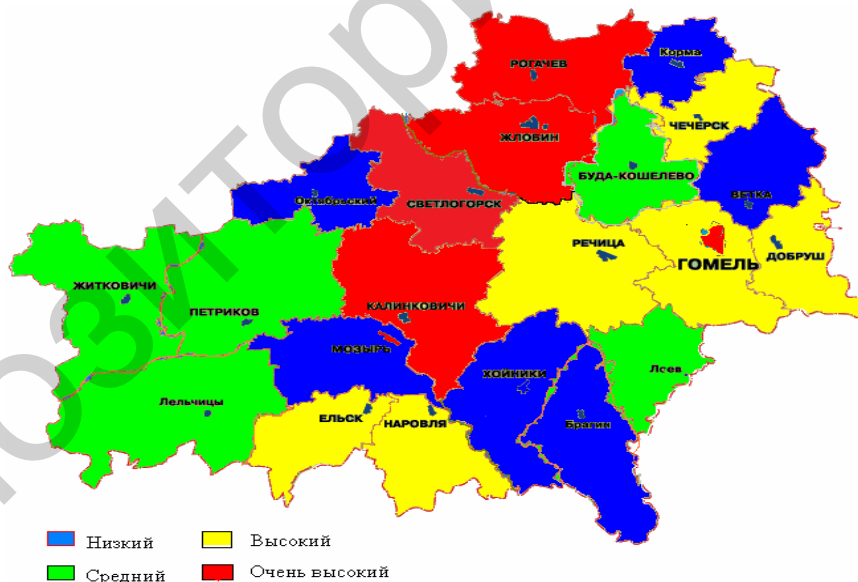 РОГАЧЕВ
Корма
ЖЛОБИН
ЧЕЧЕРСК
БУДА-КОШЕЛЕВО
ВЕТКА
Октябрьский
СВЕТЛОГОРСК
РЕЧИЦА
ГОМЕЛЬ
ДОБРУШ
ЖИТКОВИЧИ
ПЕТРИКОВ
КАЛИНКОВИЧИ
МОЗЫРЬ
ХОЙНИКИ
Лоев
Лельчицы
ЕЛЬСК
НАРОВЛЯ
Брагин
Низкий
Высокий
Средний
Очень высокий